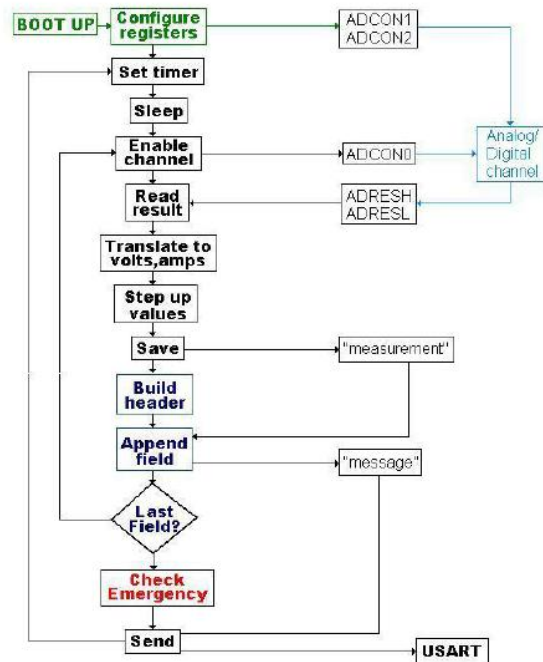 BOOT UP
Configure
registers
ADCON1
ADCON2
Set timer
Sleep
Enable
channel
ADCON0
Analog/
Digital
channel
Read
result
ADRESH
ADRESL
Translate to
volts,amps
Step up
values
Save
"measurement"
Build
header
Append
field
"message"
Last
Field?
Check
Emergency
Send
USART